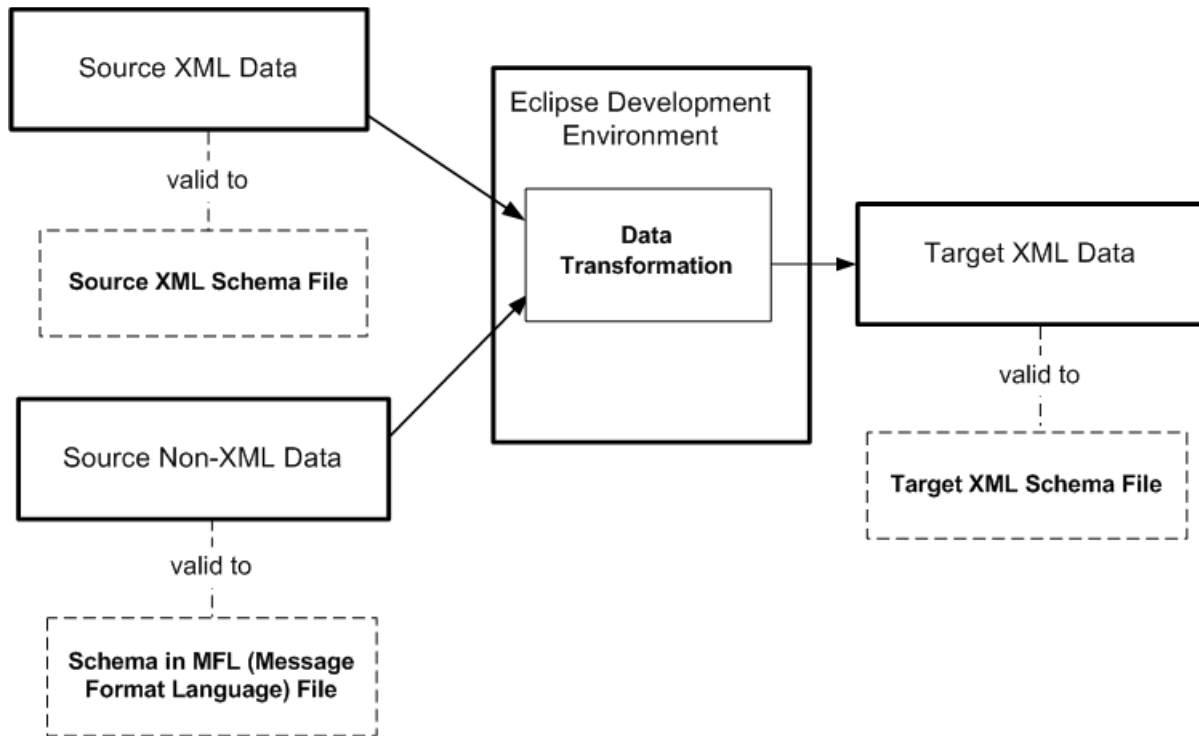 Source XML Data
valid to
Source XML Schema File
Source Non-XML Data
valid to
Schema in MFL (Message
Format Language) File
Eclipse Development
Environment
Data
Transformation
Target XML Data
valid to
Target XML Schema File